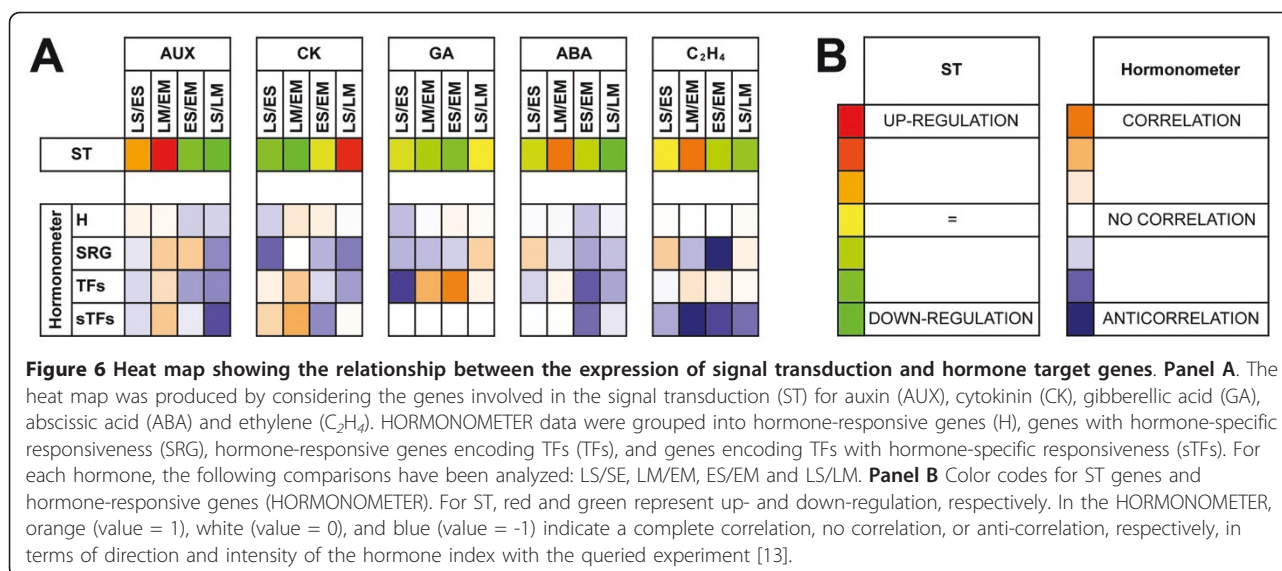 A
AUX CK GA ABA C₂H₄
LS/ES LM/EM ES/EM LS/LM LS/ES LM/EM ES/EM LS/LM LS/ES LM/EM ES/EM LS/LM LS/ES LM/EM ES/EM LS/LM LS/ES LM/EM ES/EM LS/LM
ST
Hormonometer
H
SRG
TFs
sTFs
B
ST Hormonometer
UP-REGULATION CORRELATION
= NO CORRELATION
DOWN-REGULATION ANTICORRELATION
Figure 6 Heat map showing the relationship between the expression of signal transduction and hormone target genes. Panel A. The
heat map was produced by considering the genes involved in the signal transduction (ST) for auxin (AUX), cytokinin (CK), gibberellic acid (GA),
abscissic acid (ABA) and ethylene (C₂H₄). HORMONOMETER data were grouped into hormone-responsive genes (H), genes with hormone-specific
responsiveness (SRG), hormone-responsive genes encoding TFs (TFs), and genes encoding TFs with hormone-specific responsiveness (sTFs). For
each hormone, the following comparisons have been analyzed: LS/SE, LM/EM, ES/EM and LS/LM. Panel B Color codes for ST genes and
hormone-responsive genes (HORMONOMETER). For ST, red and green represent up- and down-regulation, respectively. In the HORMONOMETER,
orange (value = 1), white (value = 0), and blue (value = -1) indicate a complete correlation, no correlation, or anti-correlation, respectively, in
terms of direction and intensity of the hormone index with the queried experiment [13].